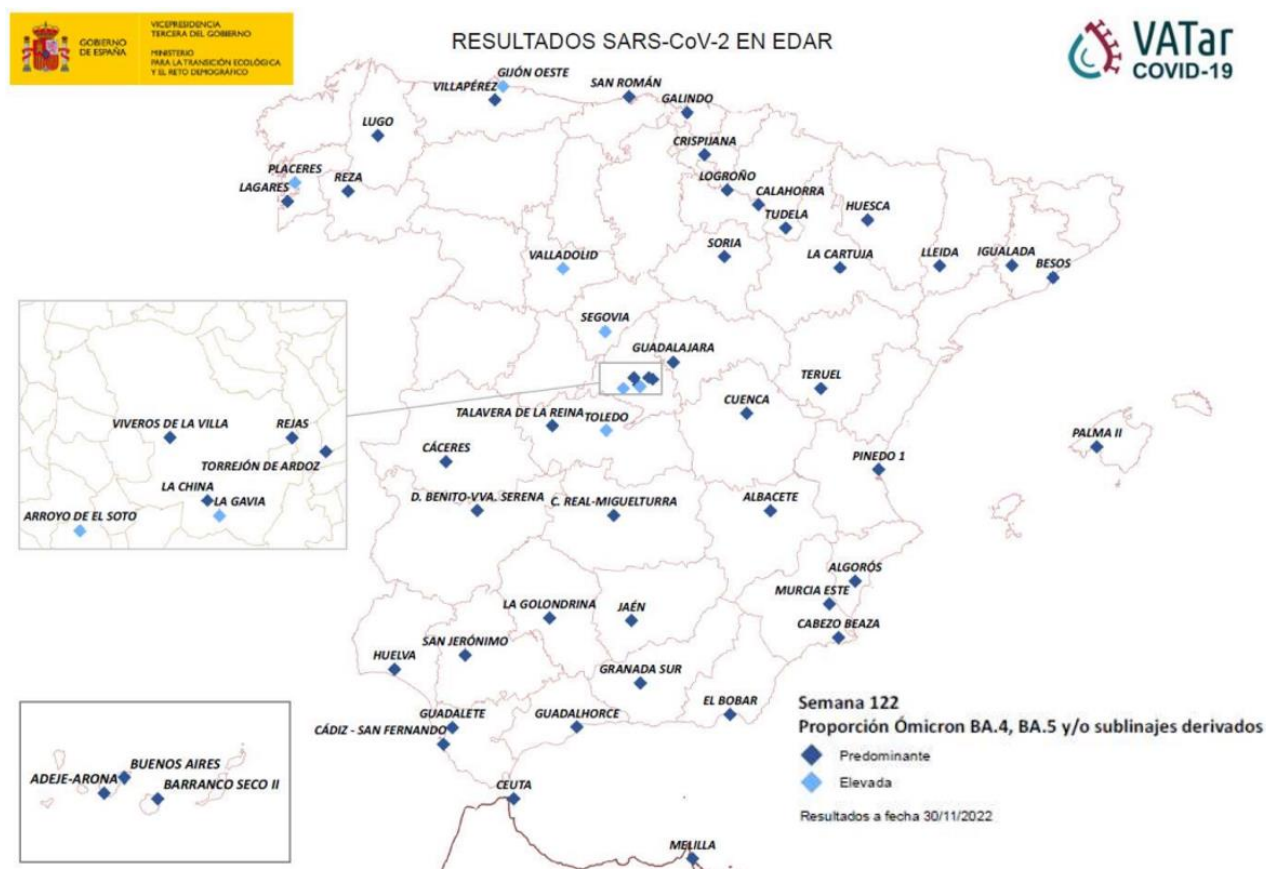 GOBIERNO
DE ESPAÑA
VICEPRESIDENCIA
TERCERA DEL GOBIERNO
MINISTERIO
PARA LA TRANSICIÓN ECOLÓGICA
Y EL RETO DEMOGRÁFICO
RESULTADOS SARS-CoV-2 EN EDAR
VATar
COVID-19
GIJÓN OESTE
VILLAPÉREZ
SAN ROMÁN
GALINDO
LUGO
CRISPIJANA
PLACERES
REZA
LOGROÑO
LAGARES
CALAHORRA
TUDELA
HUESCA
SORIA
VALLADOLID
LA CARTUJA
LLEIDA
IGUALADA
BESOS
SEGOVIA
GUADALAJARA
TERUEL
CUENCA
TALAVERA DE LA REINA
TOLEDO
VIVEROS DE LA VILLA
REJAS
TORREJÓN DE ARDOZ
LA CHINA
LA GAVIA
ARROYO DE EL SOTO
CÁCERES
PALMA II
PINEDO 1
D. BENITO-VVA. SERENA
C. REAL-MIGUELTURRA
ALBACETE
ALGORÓS
MURCIA ESTE
CABEZO BEAZA
LA GOLONDRINA
JAÉN
SAN JERÓNIMO
HUELVA
GRANADA SUR
EL BOBAR
GUADALETE
GUADALHORCE
CÁDIZ - SAN FERNANDO
BUENOS AIRES
ADEJE-ARONA
BARRANCO SECO II
CEUTA
MELILLA
Semana 122
Proporción Ómicron BA.4, BA.5 y/o sublinajes derivados
Predominante
Elevada
Resultados a fecha 30/11/2022